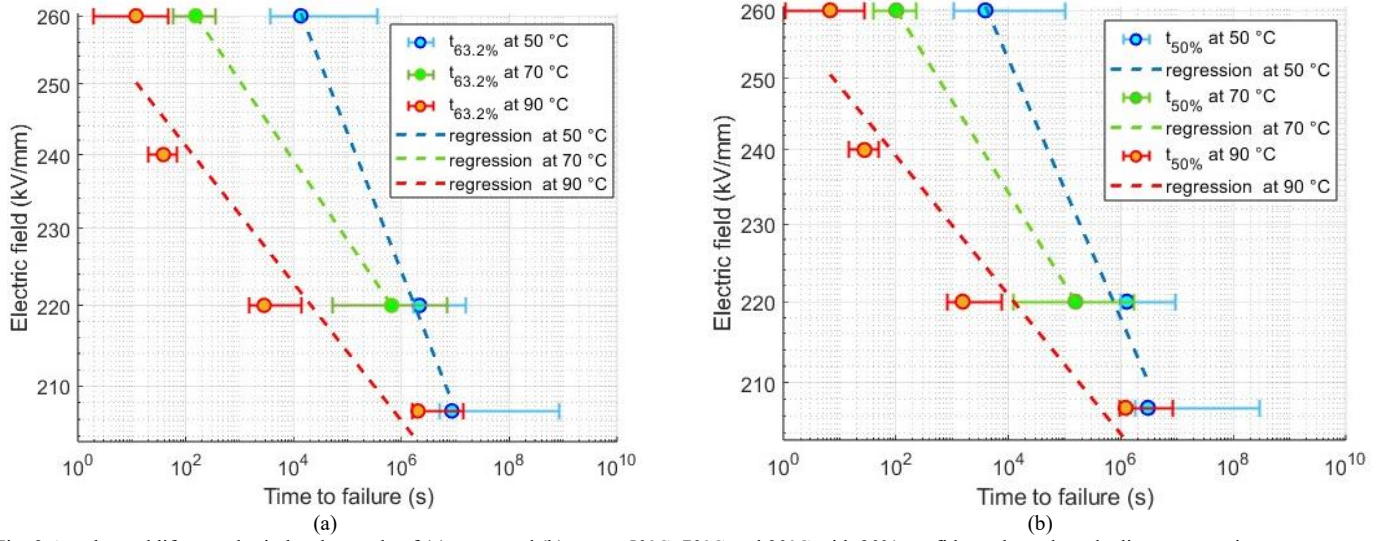 260
250
240
230
220
210
Electric field (kV/mm)
t63.2% at 50 °C
t63.2% at 70 °C
t63.2% at 90 °C
regression at 50 °C
regression at 70 °C
regression at 90 °C
10^0 10^2 10^4 10^6 10^8 10^10
Time to failure (s)
(a)
260
250
240
230
220
210
Electric field (kV/mm)
t50% at 50 °C
regression at 50 °C
t50% at 70 °C
regression at 70 °C
t50% at 90 °C
regression at 90 °C
10^0 10^2 10^4 10^6 10^8 10^10
Time to failure (s)
(b)